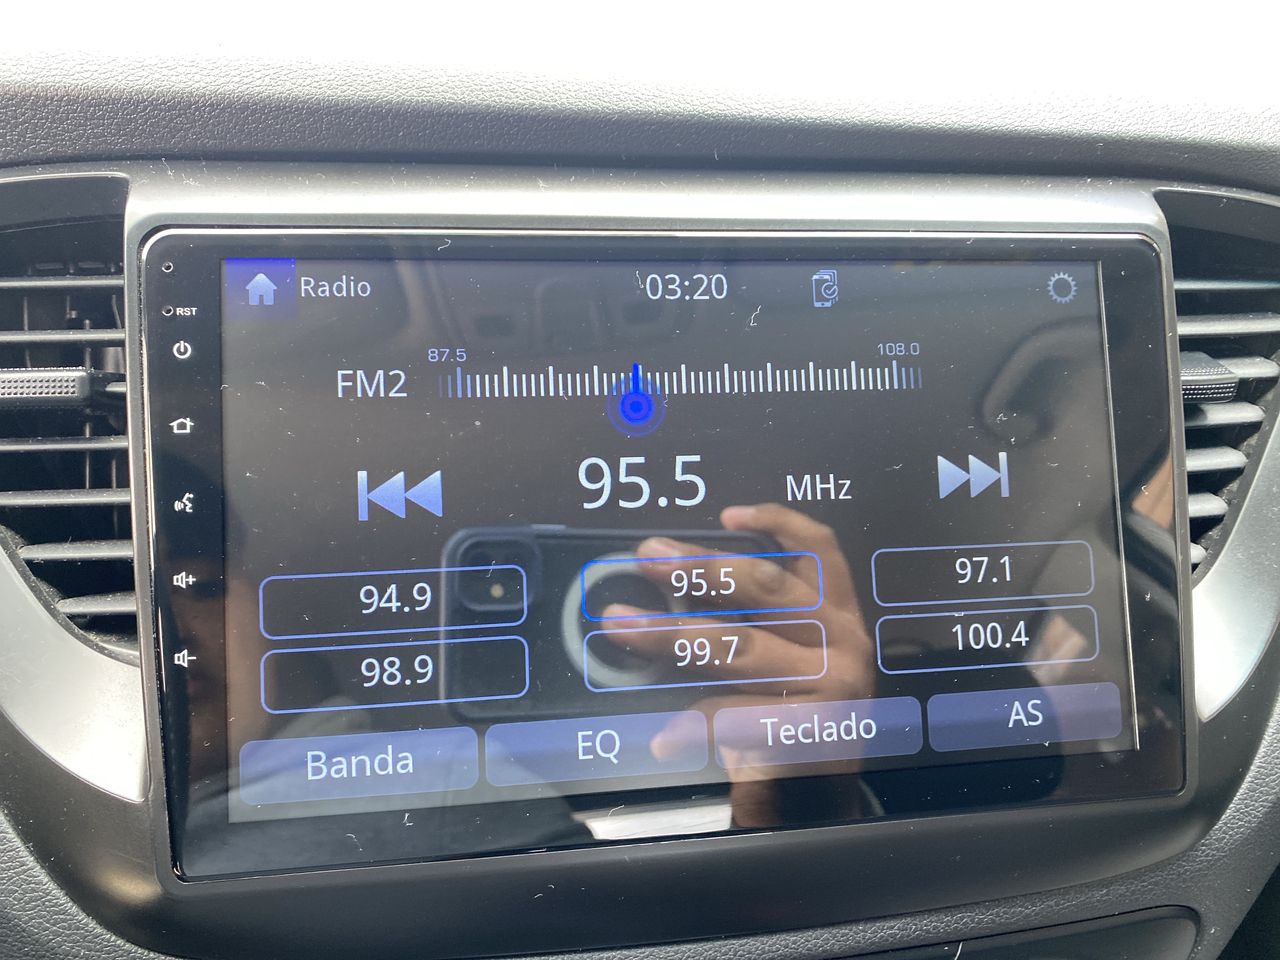 Radio
03:20
RST
87.5
108.0
FM2
95.5 MHz
94.9
95.5
97.1
98.9
99.7
100.4
Banda
EQ
Teclado
AS